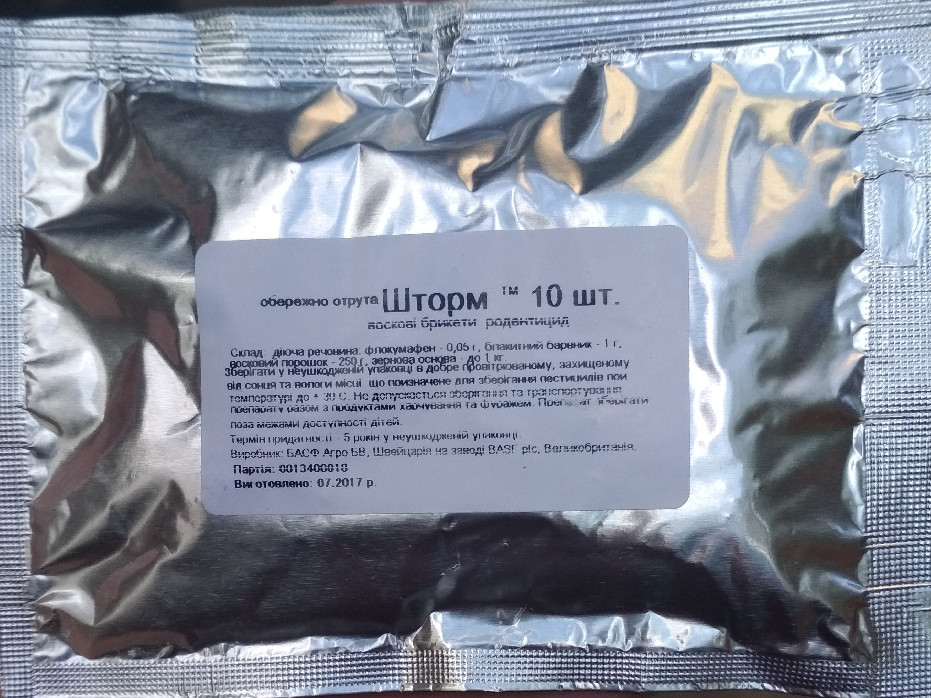 обережно отрута Шторм ™ 10 шт.
воскові брикети родентицид
Склад діюча речовина: флокумафен - 0,05 г, блакитний барвник - 1 г,
восковий порошок - 250 г, зернова основа - до 1 кг.
Зберігати у неушкодженій упаковці в добре провітрюваному, захищеному
від сонця та вологи місці що призначене для зберігання пестицидів при
температурі до + 30 С. Не допускається зберігання та транспортування
препарату разом з продуктами харчування та фуражем. Препарат зберігати
поза межами доступності дітей.
Термін придатності - 5 років у неушкодженій упаковці.
Виробник: БАСФ Агро БВ, Швейцарія на заводі BASF plc, Великобританія.
Партія: 0013400018
Виготовлено: 07.2017 р.